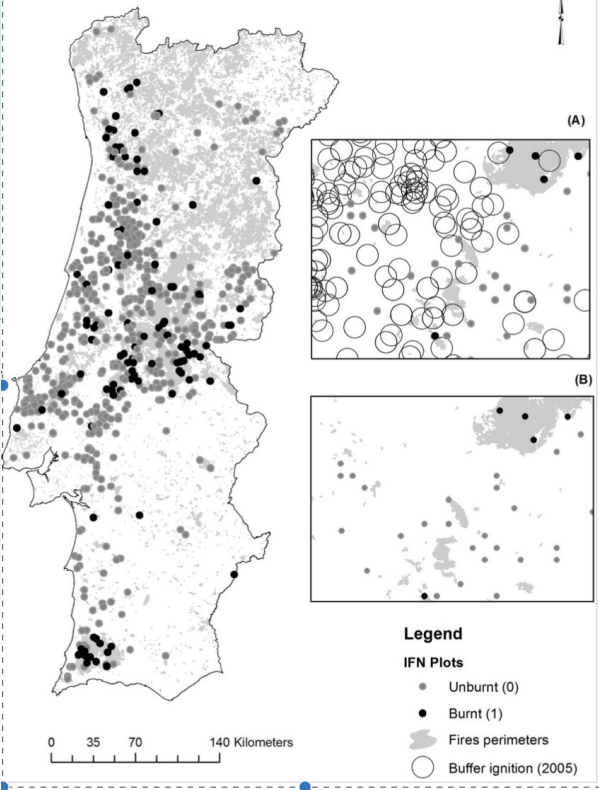 (A)
(B)
Legend
IFN Plots
Unburnt (0)
Burnt (1)
Fires perimeters
Buffer ignition (2005)
0 35 70 140 Kilometers